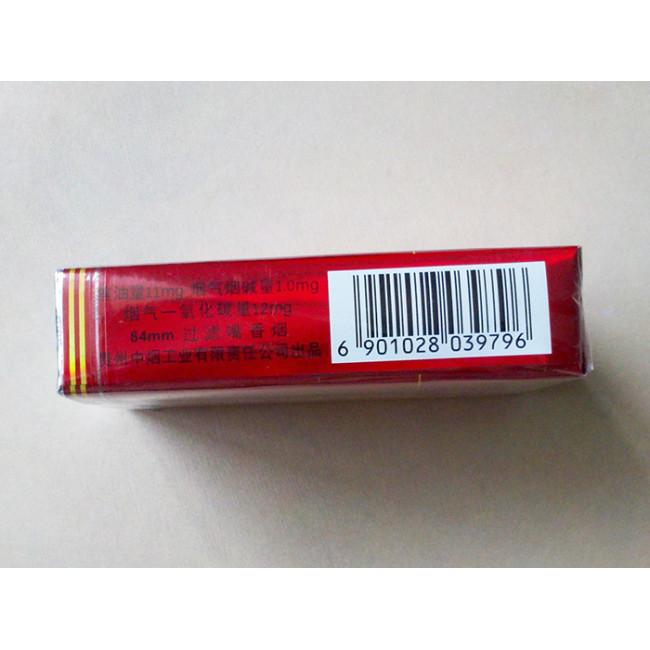 焦油量11mg 烟气烟碱量1.0mg
烟气一氧化碳量12mg
84mm 过滤嘴香烟
贵州中烟工业有限责任公司出品
6 901028 039796